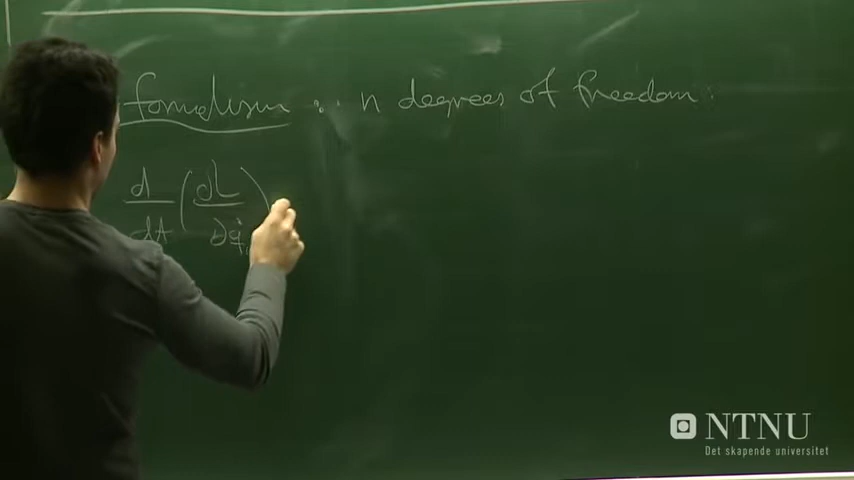 formalism : n degrees of freedom :
d/dt (∂L/∂q̇
NTNU
Det skapende universitet